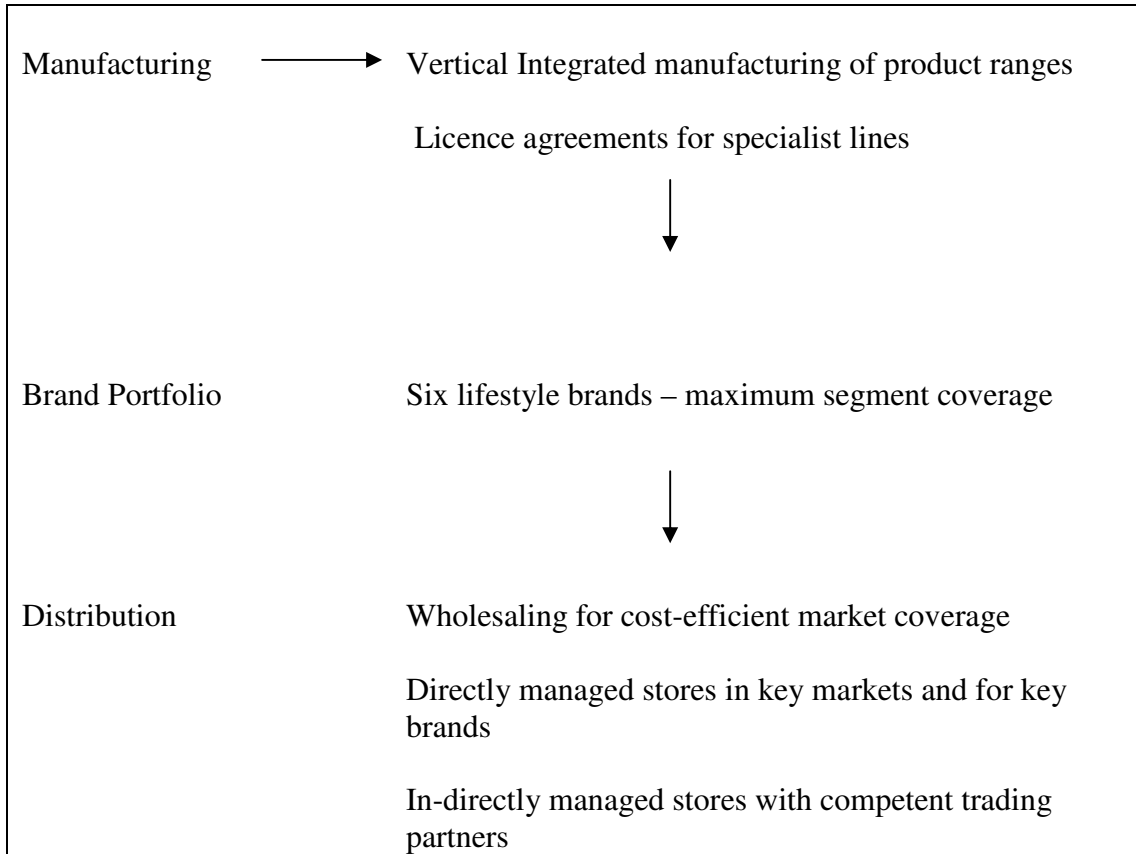 Manufacturing
Vertical Integrated manufacturing of product ranges
Licence agreements for specialist lines
Brand Portfolio
Six lifestyle brands – maximum segment coverage
Distribution
Wholesaling for cost-efficient market coverage
Directly managed stores in key markets and for key
brands
In-directly managed stores with competent trading
partners